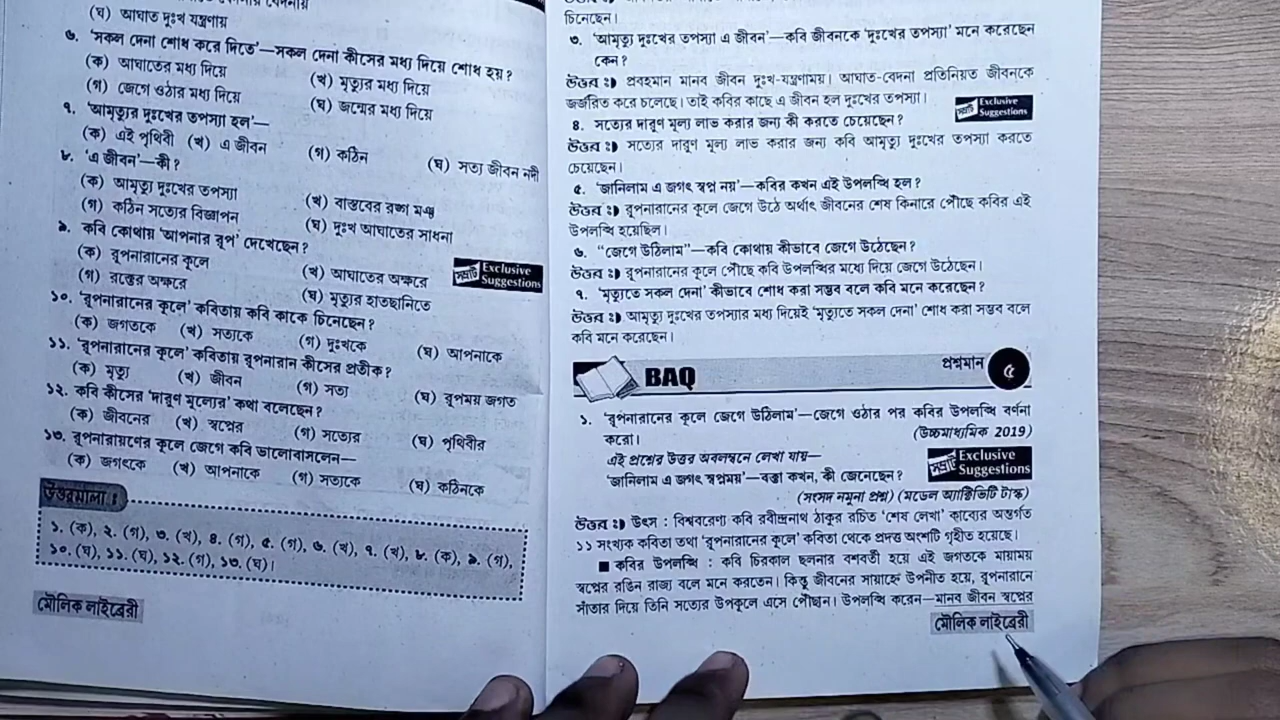 (ঘ) আঘাত দুঃখ যন্ত্রণায়
৬. 'সকল দেনা শোধ করে দিতে'—সকল দেনা কীসের মধ্য দিয়ে শোধ হয়?
(ক) আঘাতের মধ্য দিয়ে (খ) মৃত্যুর মধ্য দিয়ে
(গ) জেগে ওঠার মধ্য দিয়ে (ঘ) জন্মের মধ্য দিয়ে
৭. 'আমৃত্যুর দুঃখের তপস্যা হল'—
(ক) এই পৃথিবী (খ) এ জীবন (গ) কঠিন (ঘ) সত্য জীবন নদী
৮. 'এ জীবন'—কী?
(ক) আমৃত্যু দুঃখের তপস্যা (খ) বাস্তবের রঙ্গ মঞ্চ
(গ) কঠিন সত্যের বিজ্ঞাপন (ঘ) দুঃখ আঘাতের সাধনা
৯. কবি কোথায় 'আপনার রূপ' দেখেছেন?
(ক) রূপনারানের কূলে (খ) আঘাতের অক্ষরে
(গ) রক্তের অক্ষরে (ঘ) মৃত্যুর হাতছানিতে
সম্রাট Exclusive Suggestions
১০. 'রূপনারানের কূলে' কবিতায় কবি কাকে চিনেছেন?
(ক) জগতকে (খ) সত্যকে (গ) দুঃখকে (ঘ) আপনাকে
১১. 'রূপনারানের কূলে' কবিতায় রূপনারান কীসের প্রতীক?
(ক) মৃত্যু (খ) জীবন (গ) সত্য (ঘ) রূপময় জগত
১২. কবি কীসের 'দারুণ মূল্যের' কথা বলেছেন?
(ক) জীবনের (খ) স্বপ্নের (গ) সত্যের (ঘ) পৃথিবীর
১৩. রূপনারায়ণের কূলে জেগে কবি ভালোবাসলেন—
(ক) জগৎকে (খ) আপনাকে (গ) সত্যকে (ঘ) কঠিনকে
উত্তরমালা :
১. (ক), ২. (গ), ৩. (খ), ৪. (গ), ৫. (গ), ৬. (খ), ৭. (খ), ৮. (ক), ৯. (গ),
১০. (ঘ), ১১. (ঘ), ১২. (গ), ১৩. (ঘ)।
মৌলিক লাইব্রেরী
চিনেছেন।
৩. 'আমৃত্যু দুঃখের তপস্যা এ জীবন'—কবি জীবনকে 'দুঃখের তপস্যা' মনে করেছেন
কেন?
উত্তর : প্রবহমান মানব জীবন দুঃখ-যন্ত্রণাময়। আঘাত-বেদনা প্রতিনিয়ত জীবনকে
জর্জরিত করে চলেছে। তাই কবির কাছে এ জীবন হল দুঃখের তপস্যা।
সম্রাট Exclusive Suggestions
৪. সত্যের দারুণ মূল্য লাভ করার জন্য কী করতে চেয়েছেন?
উত্তর : সত্যের দারুণ মূল্য লাভ করার জন্য কবি আমৃত্যু দুঃখের তপস্যা করতে
চেয়েছেন।
৫. 'জানিলাম এ জগৎ স্বপ্ন নয়'—কবির কখন এই উপলব্ধি হল?
উত্তর : রূপনারানের কূলে জেগে উঠে অর্থাৎ জীবনের শেষ কিনারে পৌঁছে কবির এই
উপলব্ধি হয়েছিল।
৬. "জেগে উঠিলাম"—কবি কোথায় কীভাবে জেগে উঠেছেন?
উত্তর : রূপনারানের কূলে পৌঁছে কবি উপলব্ধির মধ্যে দিয়ে জেগে উঠেছেন।
৭. 'মৃত্যুতে সকল দেনা' কীভাবে শোধ করা সম্ভব বলে কবি মনে করেছেন?
উত্তর : আমৃত্যু দুঃখের তপস্যার মধ্য দিয়েই 'মৃত্যুতে সকল দেনা' শোধ করা সম্ভব বলে
কবি মনে করেছেন।
BAQ প্রশ্নমান ৫
১. 'রূপনারানের কূলে জেগে উঠিলাম'—জেগে ওঠার পর কবির উপলব্ধি বর্ণনা
করো। (উচ্চমাধ্যমিক 2019)
এই প্রশ্নের উত্তর অবলম্বনে লেখা যায়—
সম্রাট Exclusive Suggestions
'জানিলাম এ জগৎ স্বপ্নময়'—বক্তা কখন, কী জেনেছেন?
(সংসদ নমুনা প্রশ্ন) (মডেল অ্যাক্টিভিটি টাস্ক)
উত্তর : উৎস : বিশ্ববরেণ্য কবি রবীন্দ্রনাথ ঠাকুর রচিত 'শেষ লেখা' কাব্যের অন্তর্গত
১১ সংখ্যক কবিতা তথা 'রূপনারানের কূলে' কবিতা থেকে প্রদত্ত অংশটি গৃহীত হয়েছে।
■ কবির উপলব্ধি : কবি চিরকাল ছলনার বশবর্তী হয়ে এই জগতকে মায়াময়
স্বপ্নের রঙিন রাজ্য বলে মনে করতেন। কিন্তু জীবনের সায়াহ্নে উপনীত হয়ে, রূপনারানে
সাঁতার দিয়ে তিনি সত্যের উপকূলে এসে পৌঁছান। উপলব্ধি করেন—মানব জীবন স্বপ্নের
মৌলিক লাইব্রেরী